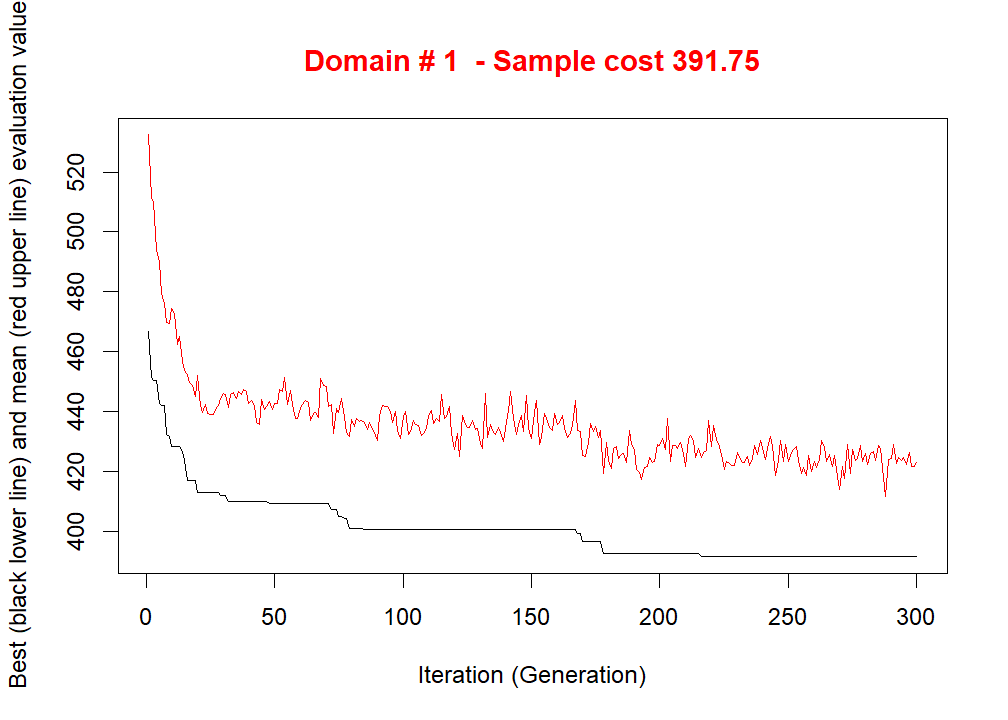 Domain # 1 - Sample cost 391.75
Best (black lower line) and mean (red upper line) evaluation value
520
500
480
460
440
420
400
0 50 100 150 200 250 300
Iteration (Generation)